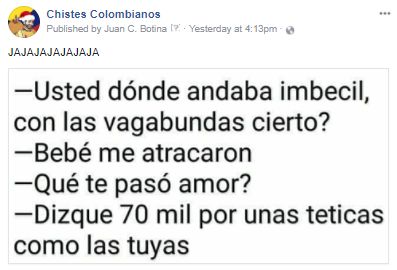 Chistes Colombianos
Published by Juan C. Botina [?] · Yesterday at 4:13pm ·
JAJAJAJAJAJAJA
—Usted dónde andaba imbecil,
con las vagabundas cierto?
—Bebé me atracaron
—Qué te pasó amor?
—Dizque 70 mil por unas teticas
como las tuyas